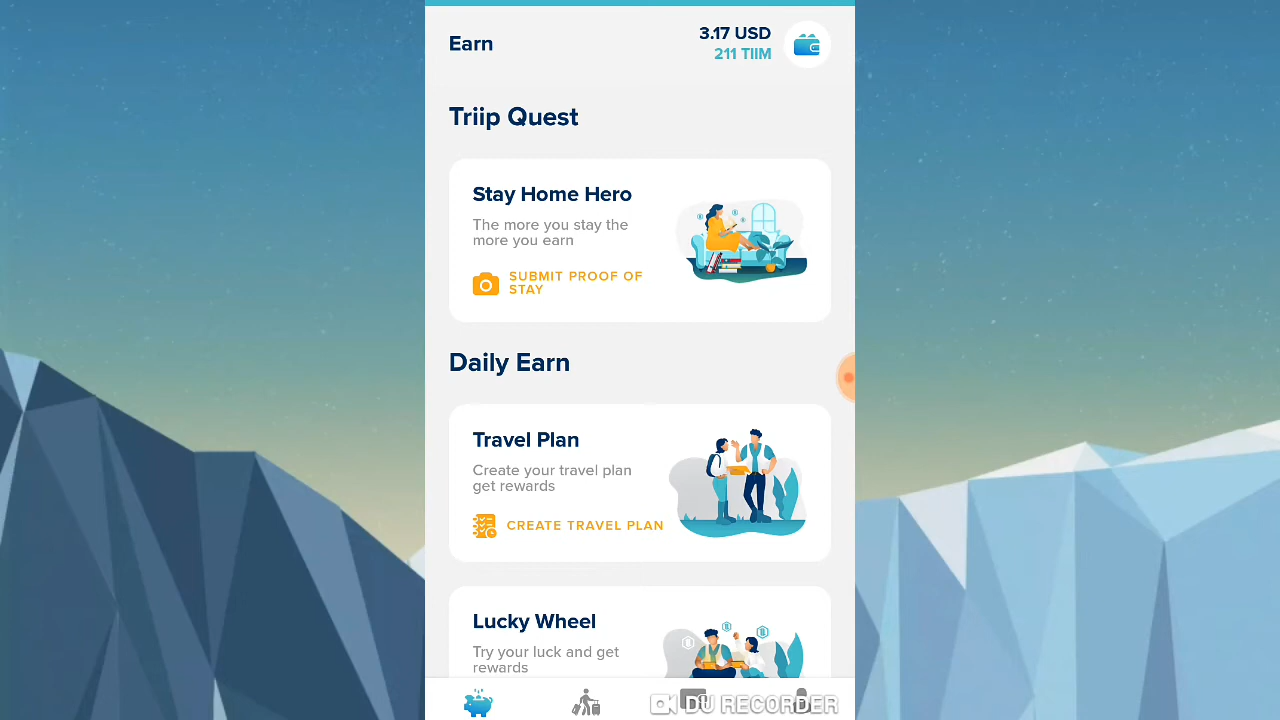 Earn
3.17 USD
211 TIIM
Triip Quest
Stay Home Hero
The more you stay the
more you earn
SUBMIT PROOF OF
STAY
Daily Earn
Travel Plan
Create your travel plan
get rewards
CREATE TRAVEL PLAN
Lucky Wheel
Try your luck and get
rewards
DU RECORDER